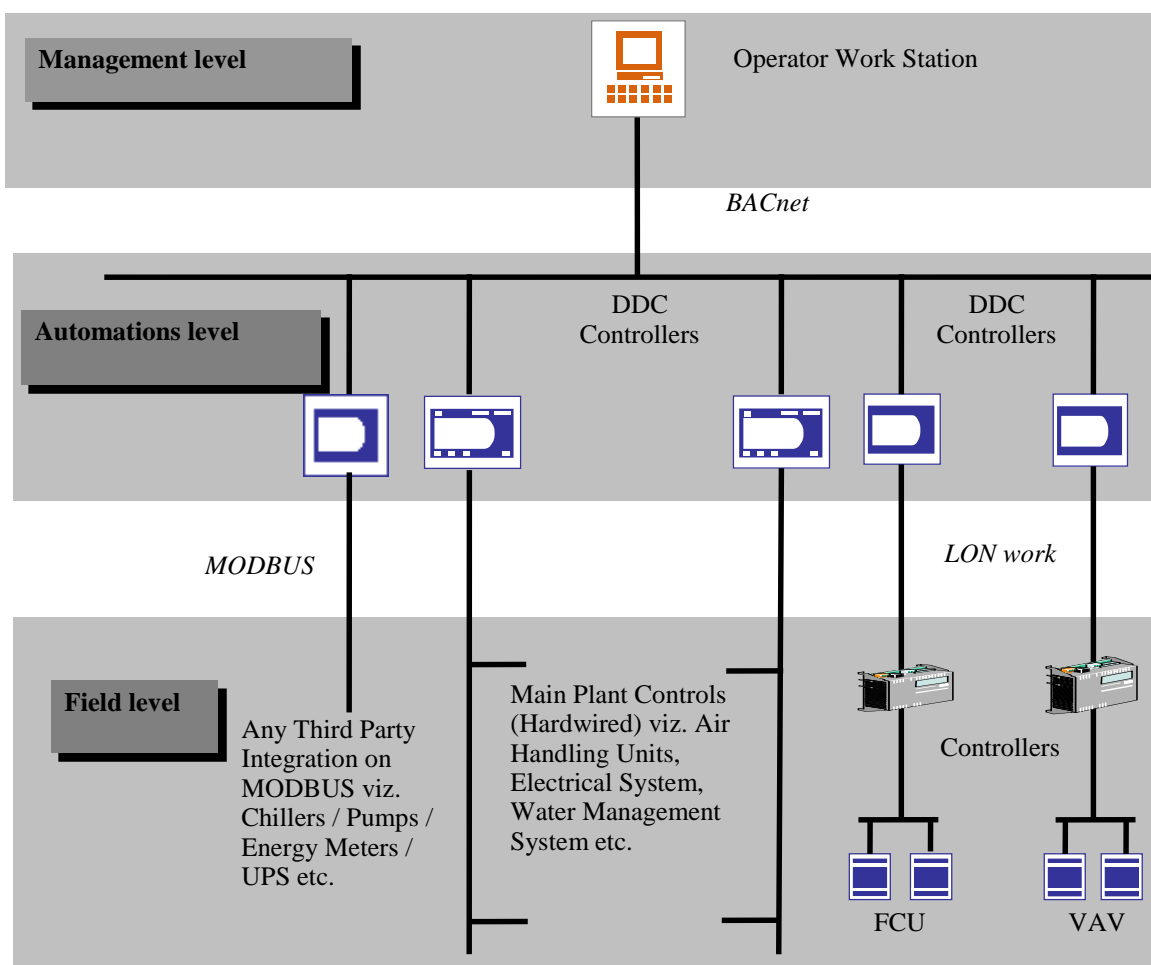 Management level
Operator Work Station
BACnet
DDC
Controllers
DDC
Controllers
Automations level
MODBUS
LON work
Field level
Any Third Party
Integration on
MODBUS viz.
Chillers / Pumps /
Energy Meters /
UPS etc.
Main Plant Controls
(Hardwired) viz. Air
Handling Units,
Electrical System,
Water Management
System etc.
Controllers
FCU
VAV